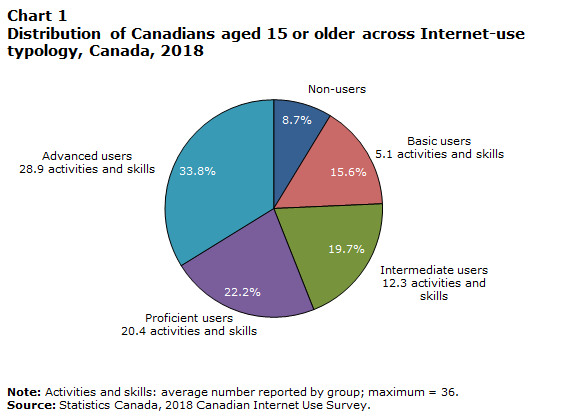 Chart 1
Distribution of Canadians aged 15 or older across Internet-use
typology, Canada, 2018
Non-users
8.7%
Basic users
5.1 activities and skills
15.6%
Intermediate users
12.3 activities and
skills
19.7%
Proficient users
20.4 activities and skills
22.2%
Advanced users
28.9 activities and skills
33.8%
Note: Activities and skills: average number reported by group; maximum = 36.
Source: Statistics Canada, 2018 Canadian Internet Use Survey.